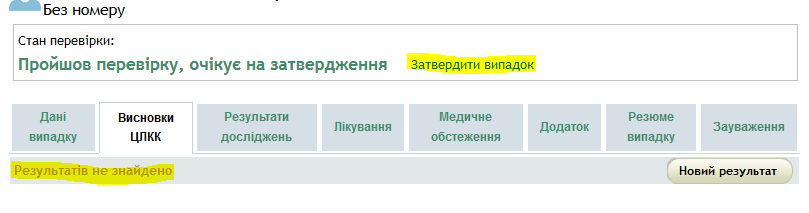 Без номеру
Стан перевірки:
Пройшов перевірку, очікує на затвердження Затвердити випадок
Дані випадку
Висновки ЦЛКК
Результати досліджень
Лікування
Медичне обстеження
Додаток
Резюме випадку
Зауваження
Результатів не знайдено
Новий результат